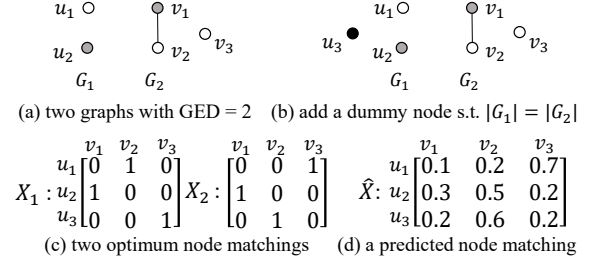 u₁ v₁ u₁ v₁
v₃ u₃ v₃
u₂ v₂ u₂ v₂
G₁ G₂ G₁ G₂
(a) two graphs with GED = 2 (b) add a dummy node s.t. |G₁| = |G₂|
v₁ v₂ v₃ v₁ v₂ v₃ v₁ v₂ v₃
u₁ [0 1 0] [0 0 1] u₁ [0.1 0.2 0.7]
X₁ : u₂ [1 0 0] X₂ : [1 0 0] X̂: u₂ [0.3 0.5 0.2]
u₃ [0 0 1] [0 1 0] u₃ [0.2 0.6 0.2]
(c) two optimum node matchings (d) a predicted node matching